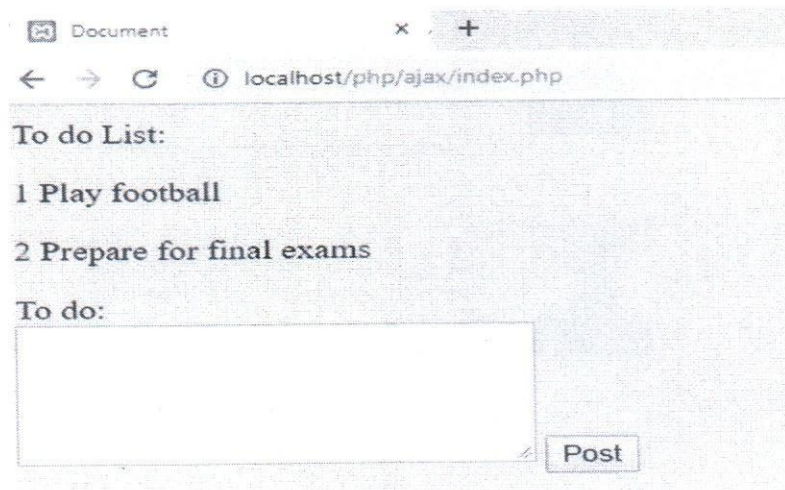 Document
localhost/php/ajax/index.php
To do List:
1 Play football
2 Prepare for final exams
To do:
Post